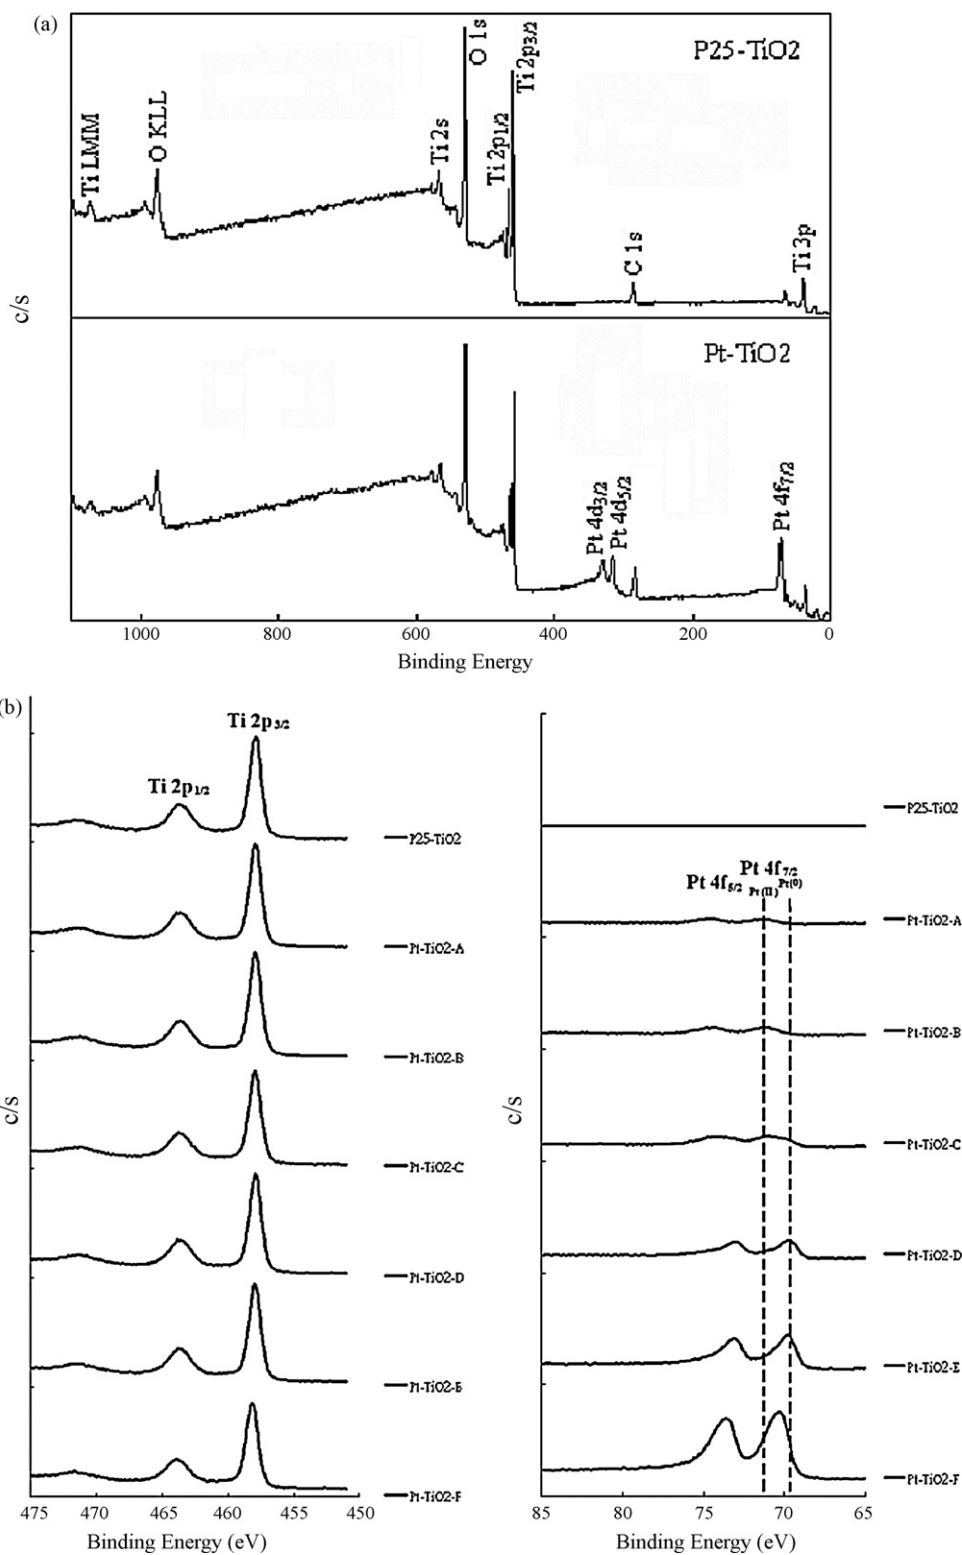 (a)
P25-TiO2
Ti LMM
O KLL
Ti 2s
O 1s
Ti 2p1/2
Ti 2p3/2
C 1s
Ti 3p
c/s
Pt-TiO2
Pt 4d3/2
Pt 4d5/2
Pt 4f7/2
1000 800 600 400 200 0
Binding Energy
(b)
Ti 2p 3/2
Ti 2p 1/2
P25-TiO2
Pt-TiO2-A
Pt-TiO2-B
Pt-TiO2-C
Pt-TiO2-D
Pt-TiO2-E
Pt-TiO2-F
c/s
475 470 465 460 455 450
Binding Energy (eV)
P25-TiO2
Pt 4f7/2
Pt 4f5/2 Pt(II) Pt(0)
Pt-TiO2-A
Pt-TiO2-B
Pt-TiO2-C
Pt-TiO2-D
Pt-TiO2-E
Pt-TiO2-F
c/s
85 80 75 70 65
Binding Energy (eV)